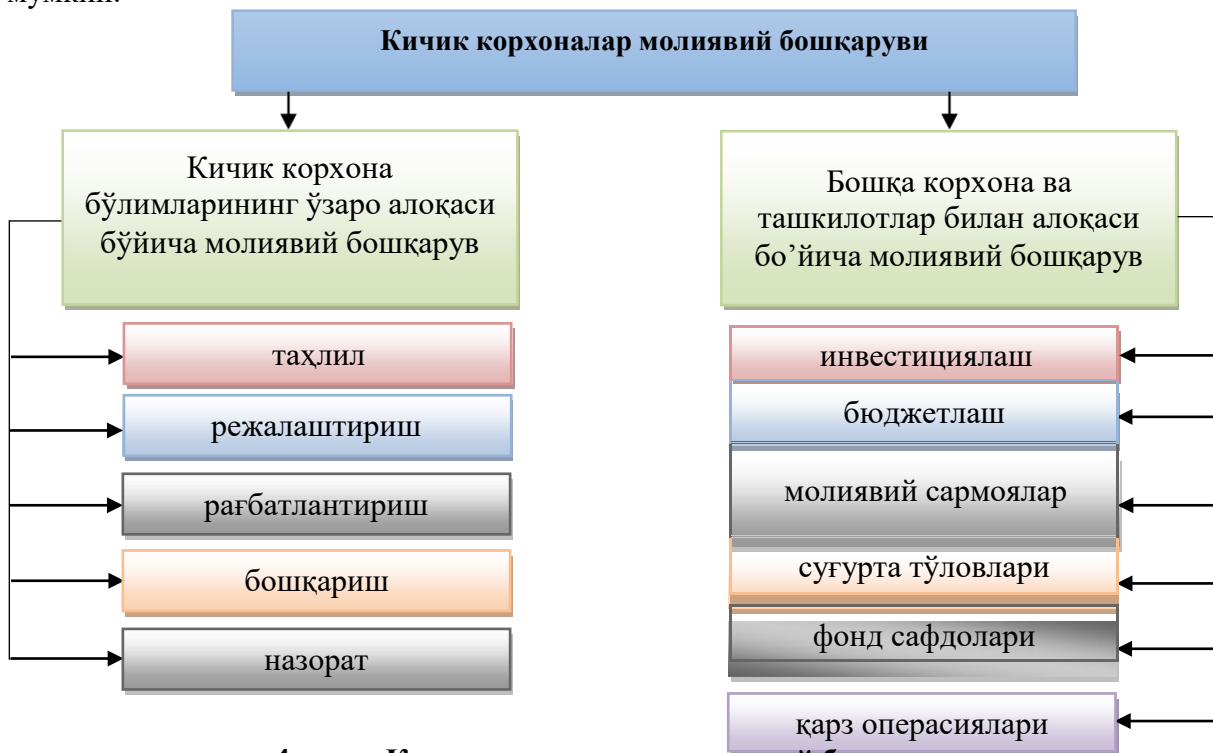 мумкин.
Кичик корхоналар молиявий бошқаруви
Кичик корхона
бўлимларининг ўзаро алоқаси
бўйича молиявий бошқарув
Бошқа корхона ва
ташкилотлар билан алоқаси
бо’йича молиявий бошқарув
таҳлил
режалаштириш
рағбатлантириш
бошқариш
назорат
инвестициялаш
бюджетлаш
молиявий сармоялар
суғурта тўловлари
фонд сафдолари
қарз операсиялари